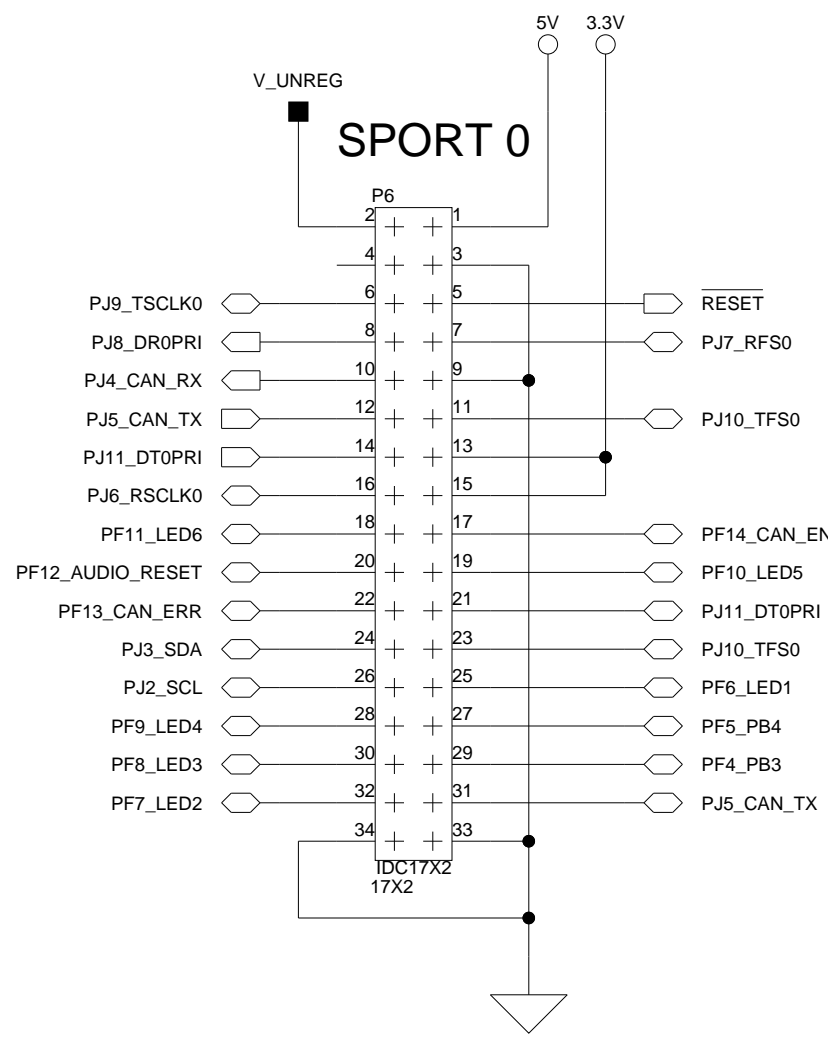 5V 3.3V
V_UNREG
SPORT 0
P6
2 1
4 3
PJ9_TSCLK0 6 5 RESET
PJ8_DR0PRI 8 7 PJ7_RFS0
PJ4_CAN_RX 10 9
PJ5_CAN_TX 12 11 PJ10_TFS0
PJ11_DT0PRI 14 13
PJ6_RSCLK0 16 15
PF11_LED6 18 17 PF14_CAN_EN
PF12_AUDIO_RESET 20 19 PF10_LED5
PF13_CAN_ERR 22 21 PJ11_DT0PRI
PJ3_SDA 24 23 PJ10_TFS0
PJ2_SCL 26 25 PF6_LED1
PF9_LED4 28 27 PF5_PB4
PF8_LED3 30 29 PF4_PB3
PF7_LED2 32 31 PJ5_CAN_TX
34 33
IDC17X2
17X2